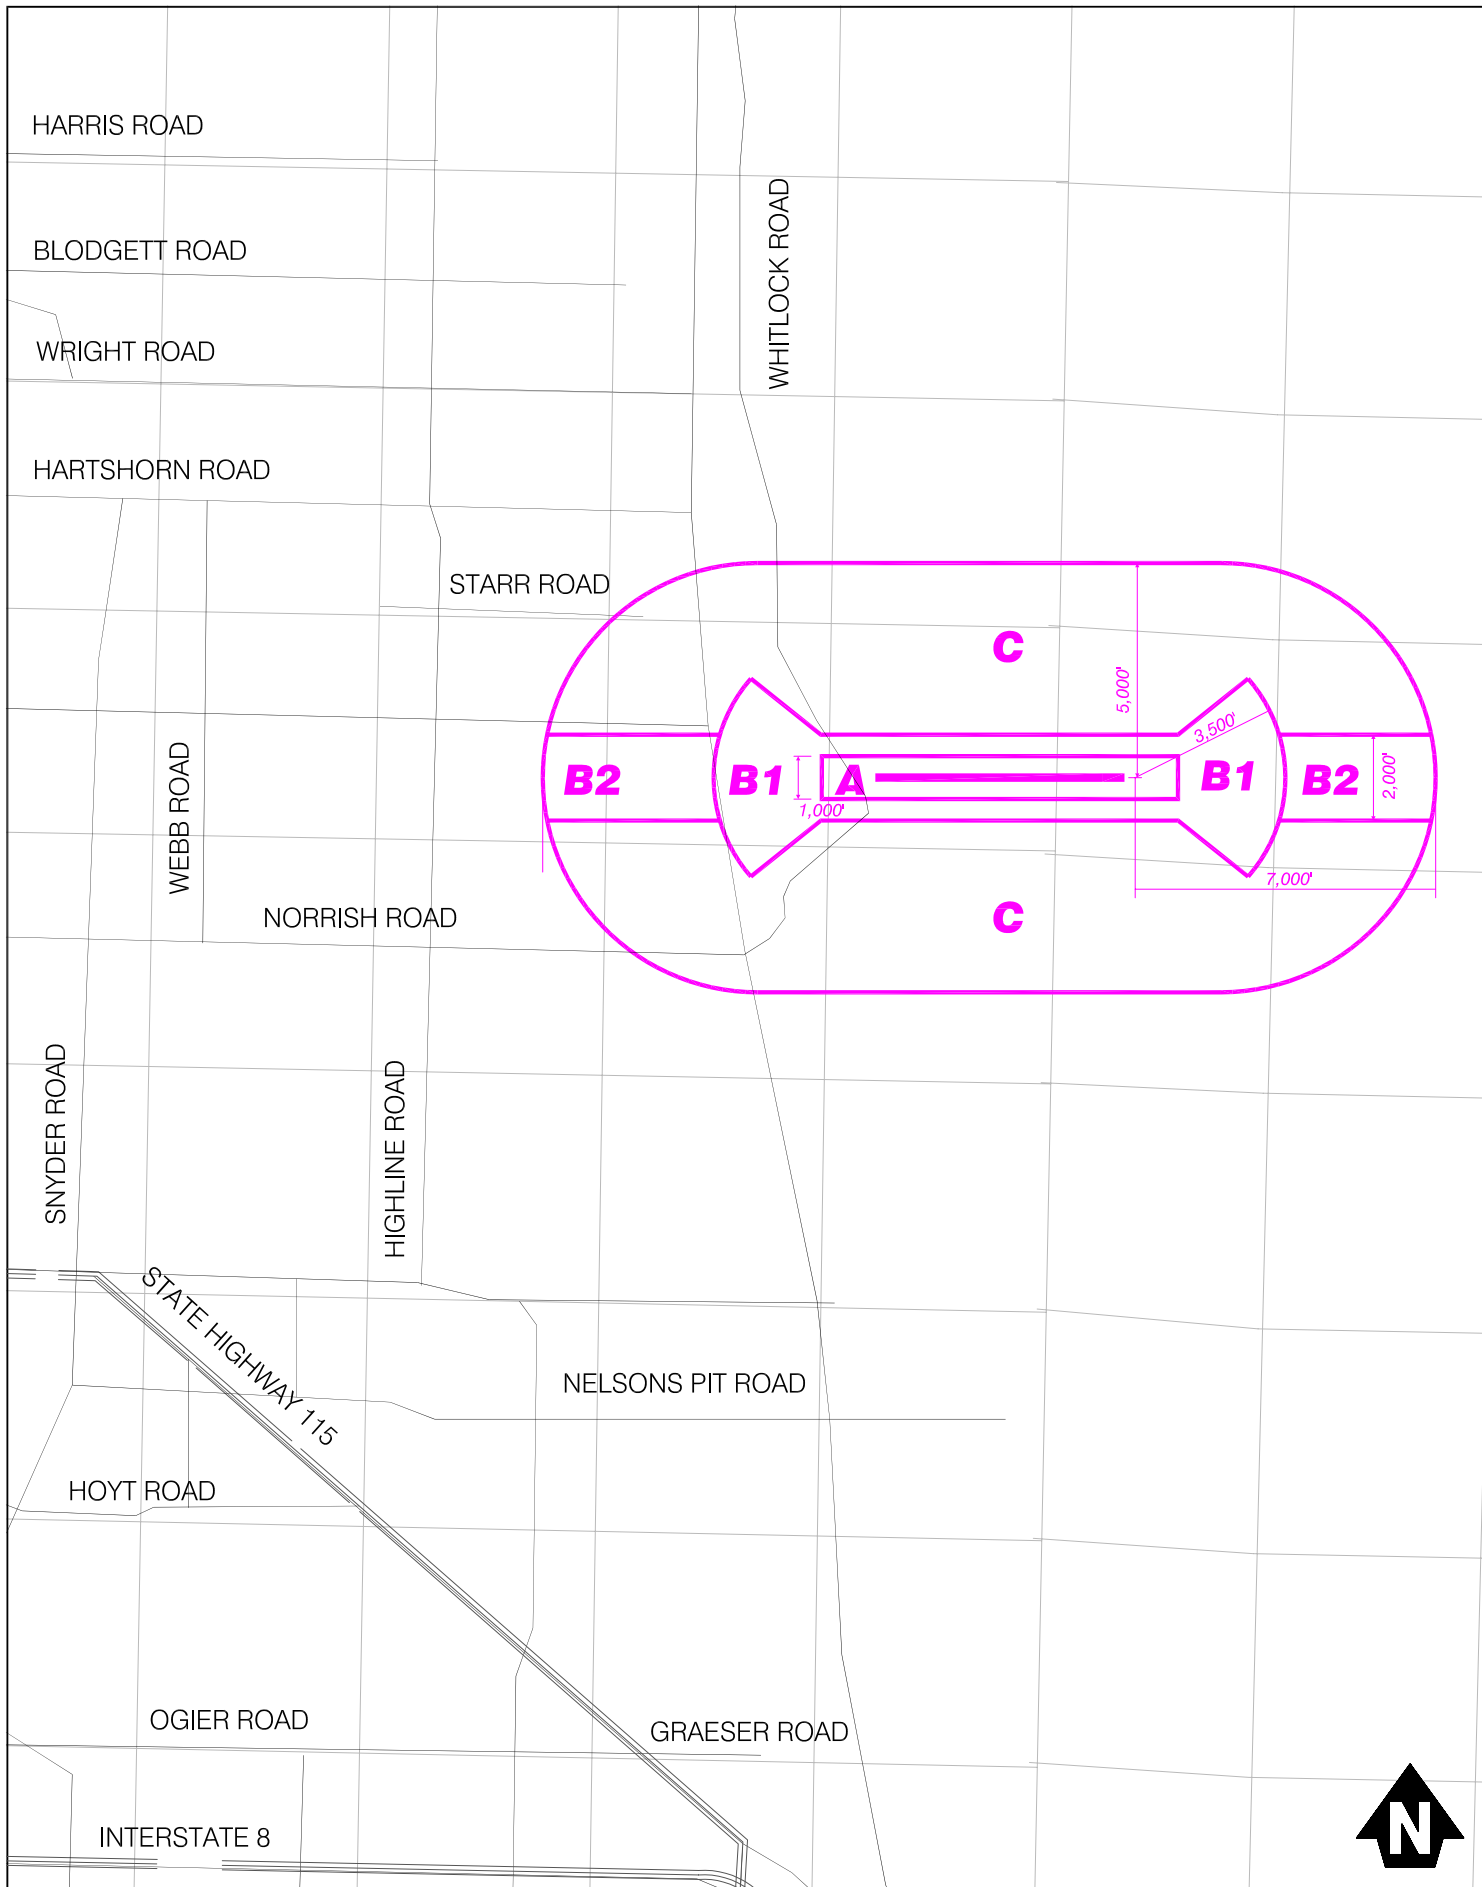 HARRIS ROAD
BLODGETT ROAD
WHITLOCK ROAD
WRIGHT ROAD
HARTSHORN ROAD
STARR ROAD
C
5,000'
3,500'
WEBB ROAD
B2
B1
A
B1
B2
2,000'
1,000'
7,000'
NORRISH ROAD
C
SNYDER ROAD
HIGHLINE ROAD
STATE HIGHWAY 115
NELSONS PIT ROAD
HOYT ROAD
OGIER ROAD
GRAESER ROAD
INTERSTATE 8
N